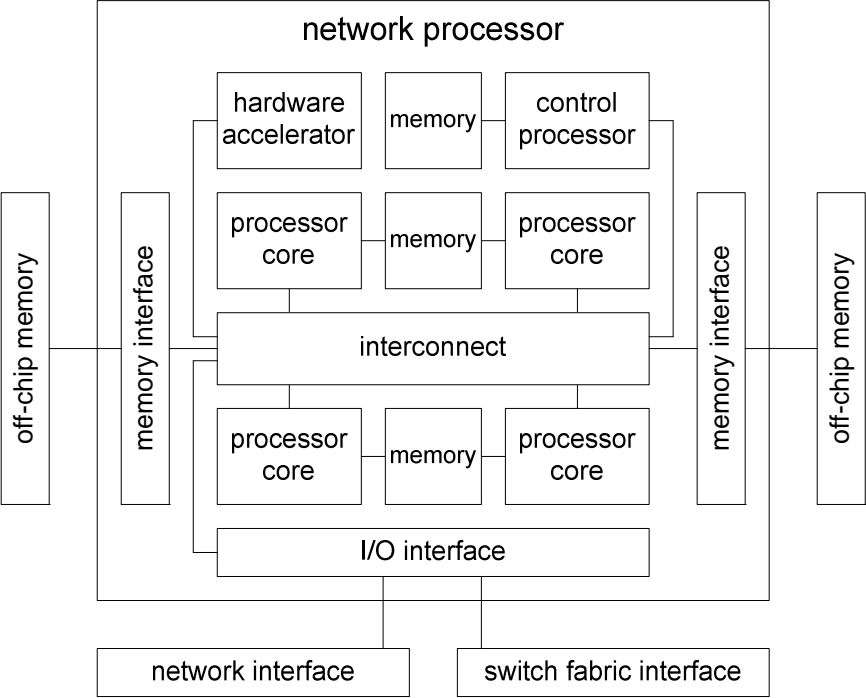 network processor
hardware
accelerator
memory
control
processor
processor
core
memory
processor
core
off-chip memory
memory interface
interconnect
memory interface
off-chip memory
processor
core
memory
processor
core
I/O interface
network interface
switch fabric interface